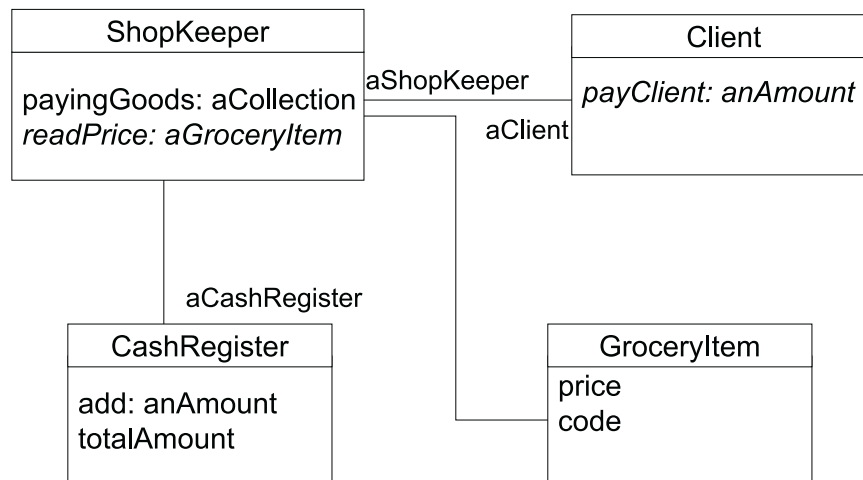 ShopKeeper
payingGoods: aCollection
readPrice: aGroceryItem
aShopKeeper
aClient
Client
payClient: anAmount
aCashRegister
CashRegister
add: anAmount
totalAmount
GroceryItem
price
code